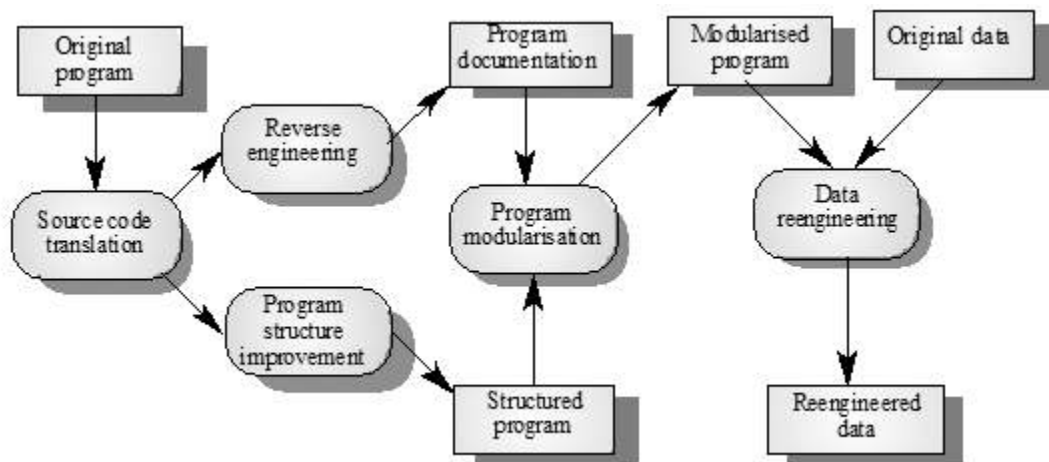 Original
program
Program
documentation
Modularised
program
Original data
Reverse
engineering
Source code
translation
Program
modularisation
Data
reengineering
Program
structure
improvement
Structured
program
Reengineered
data